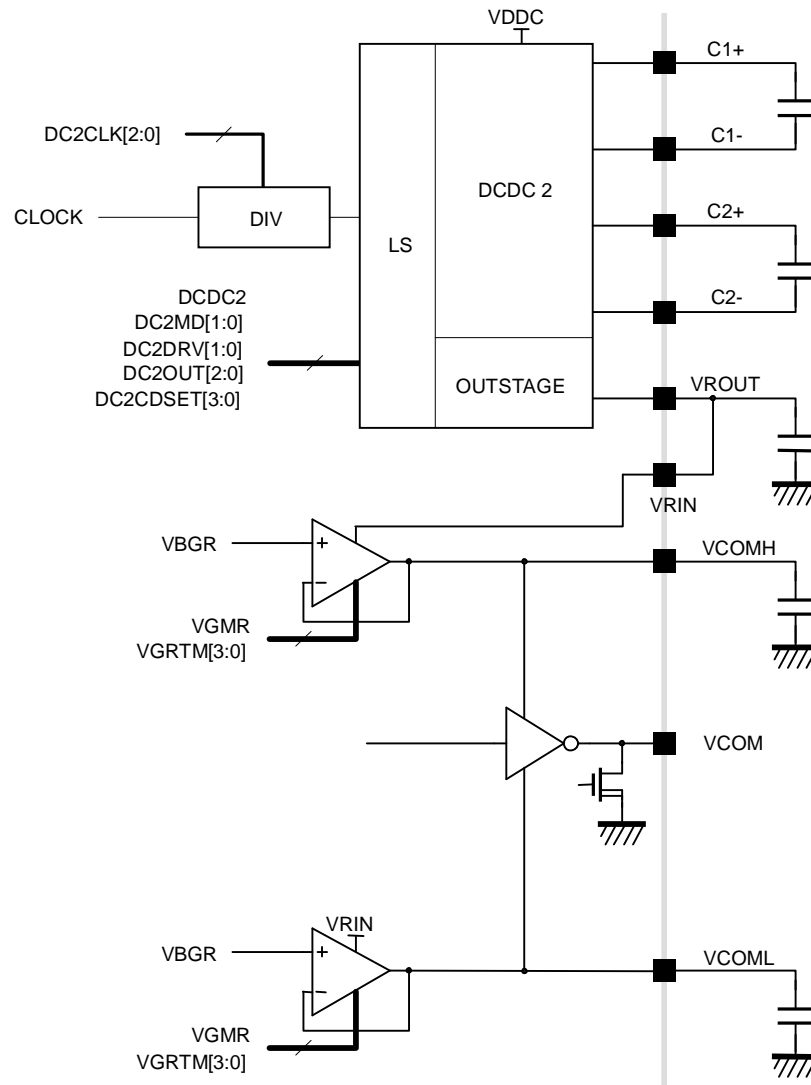 VDDC
C1+
DC2CLK[2:0]
C1-
DCDC 2
CLOCK
DIV
C2+
LS
DCDC2
C2-
DC2MD[1:0]
DC2DRV[1:0]
DC2OUT[2:0]
DC2CDSET[3:0]
OUTSTAGE
VROUT
VRIN
VBGR
+
VCOMH
−
VGMR
VGRTM[3:0]
VCOM
VRIN
VBGR
+
VCOML
−
VGMR
VGRTM[3:0]